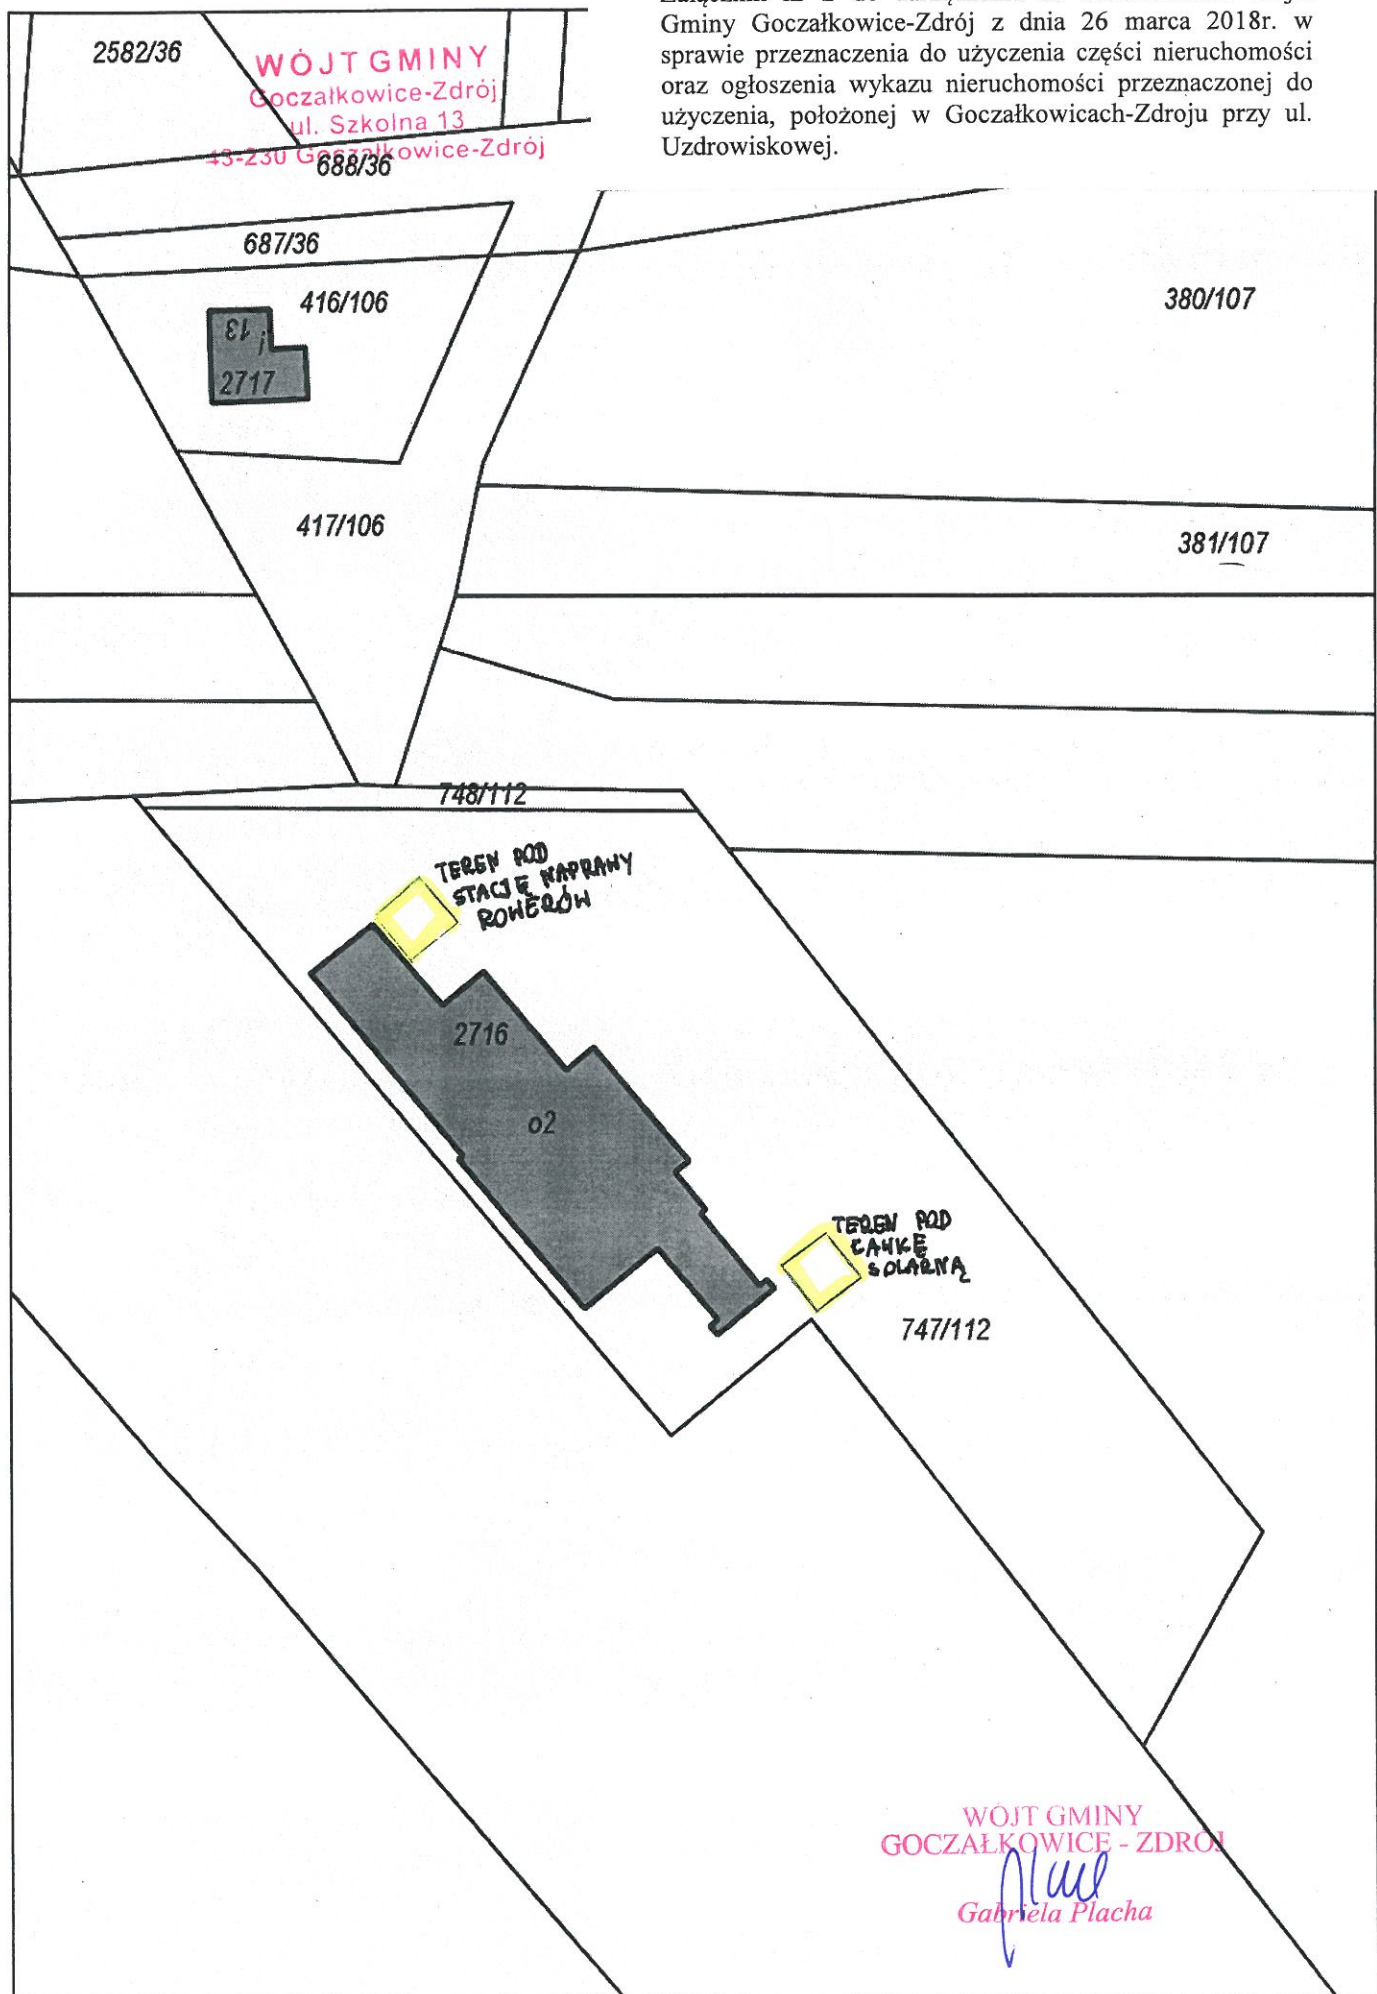 Gminy Goczałkowice-Zdrój z dnia 26 marca 2018r. w
sprawie przeznaczenia do użyczenia części nieruchomości
oraz ogłoszenia wykazu nieruchomości przeznaczonej do
użyczenia, położonej w Goczałkowicach-Zdroju przy ul.
Uzdrowiskowej.
2582/36
WÓJT GMINY
Goczałkowice-Zdrój
ul. Szkolna 13
43-230 Goczałkowice-Zdrój
688/36
687/36
416/106
380/107
i 13
2717
417/106
381/107
748/112
TEREN POD
STACJĘ NAPRAWY
ROWERÓW
2716
o2
TEREN POD
ŁAWKĘ
SOLARNĄ
747/112
WÓJT GMINY
GOCZAŁKOWICE - ZDRÓJ
Gabriela Placha